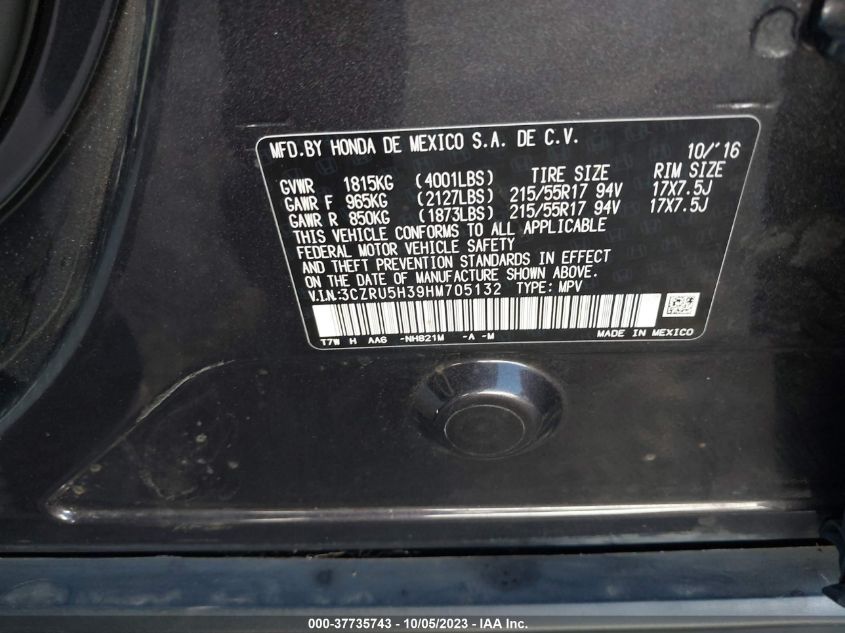 MFD.BY HONDA DE MEXICO S.A. DE C.V. 10/'16
GVWR 1815KG (4001LBS) TIRE SIZE RIM SIZE
GAWR F 965KG (2127LBS) 215/55R17 94V 17X7.5J
GAWR R 850KG (1873LBS) 215/55R17 94V 17X7.5J
THIS VEHICLE CONFORMS TO ALL APPLICABLE
FEDERAL MOTOR VEHICLE SAFETY
AND THEFT PREVENTION STANDARDS IN EFFECT
ON THE DATE OF MANUFACTURE SHOWN ABOVE.
V.I.N:3CZRU5H39HM705132 TYPE: MPV
T7W H AA6 -NH821M -A -M MADE IN MEXICO
000-37735743 - 10/05/2023 - IAA Inc.